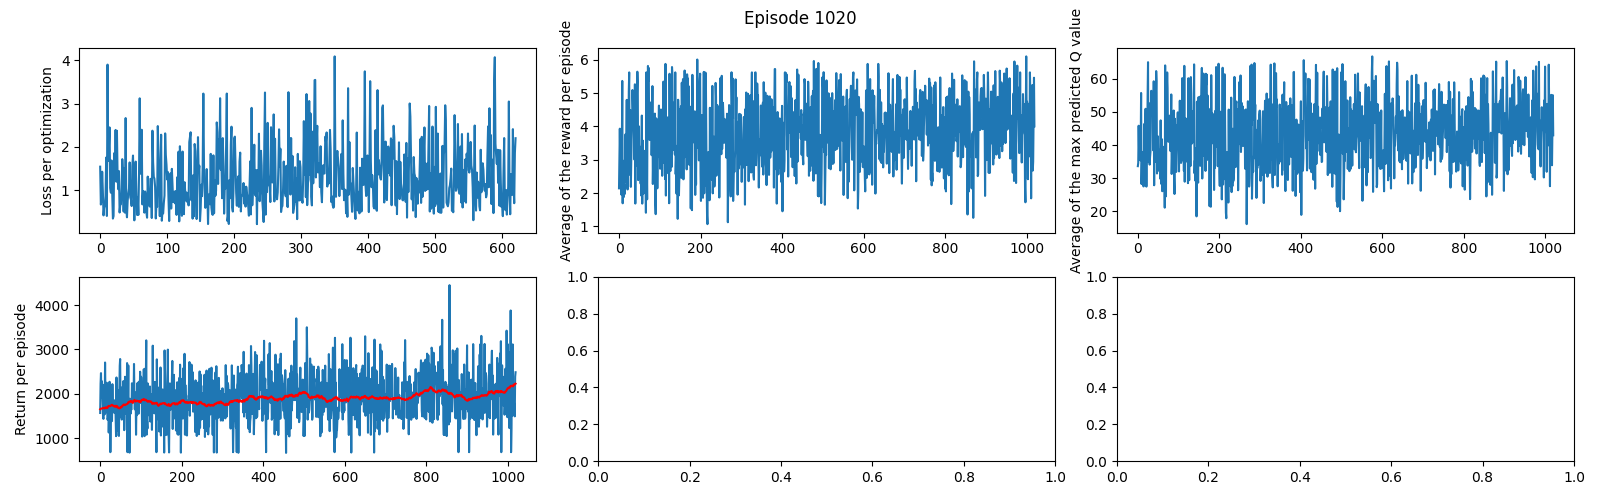 Episode 1020
Loss per optimization
4
3
2
1
0 100 200 300 400 500 600
Average of the reward per episode
6
5
4
3
2
1
0 200 400 600 800 1000
Average of the max predicted Q value
60
50
40
30
20
0 200 400 600 800 1000
Return per episode
4000
3000
2000
1000
0 200 400 600 800 1000
1.0
0.8
0.6
0.4
0.2
0.0
0.0 0.2 0.4 0.6 0.8 1.0
1.0
0.8
0.6
0.4
0.2
0.0
0.0 0.2 0.4 0.6 0.8 1.0